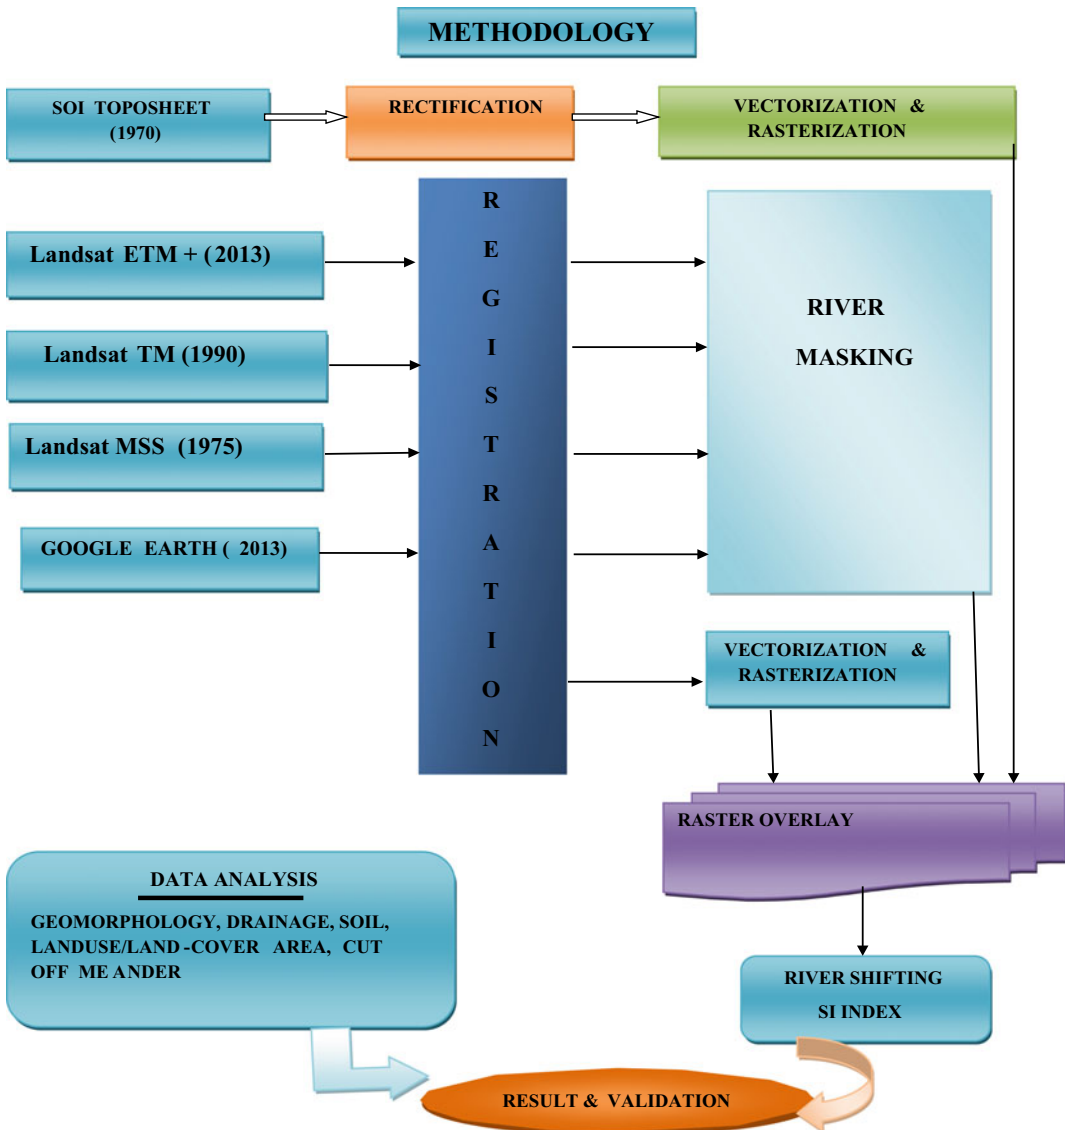 METHODOLOGY
SOI TOPOSHEET
(1970)
RECTIFICATION
VECTORIZATION &
RASTERIZATION
R
E
G
I
S
T
R
A
T
I
O
N
Landsat ETM + ( 2013)
Landsat TM (1990)
Landsat MSS (1975)
GOOGLE EARTH ( 2013)
RIVER
MASKING
VECTORIZATION &
RASTERIZATION
RASTER OVERLAY
DATA ANALYSIS
GEOMORPHOLOGY, DRAINAGE, SOIL,
LANDUSE/LAND -COVER AREA, CUT
OFF ME ANDER
RIVER SHIFTING
SI INDEX
RESULT & VALIDATION